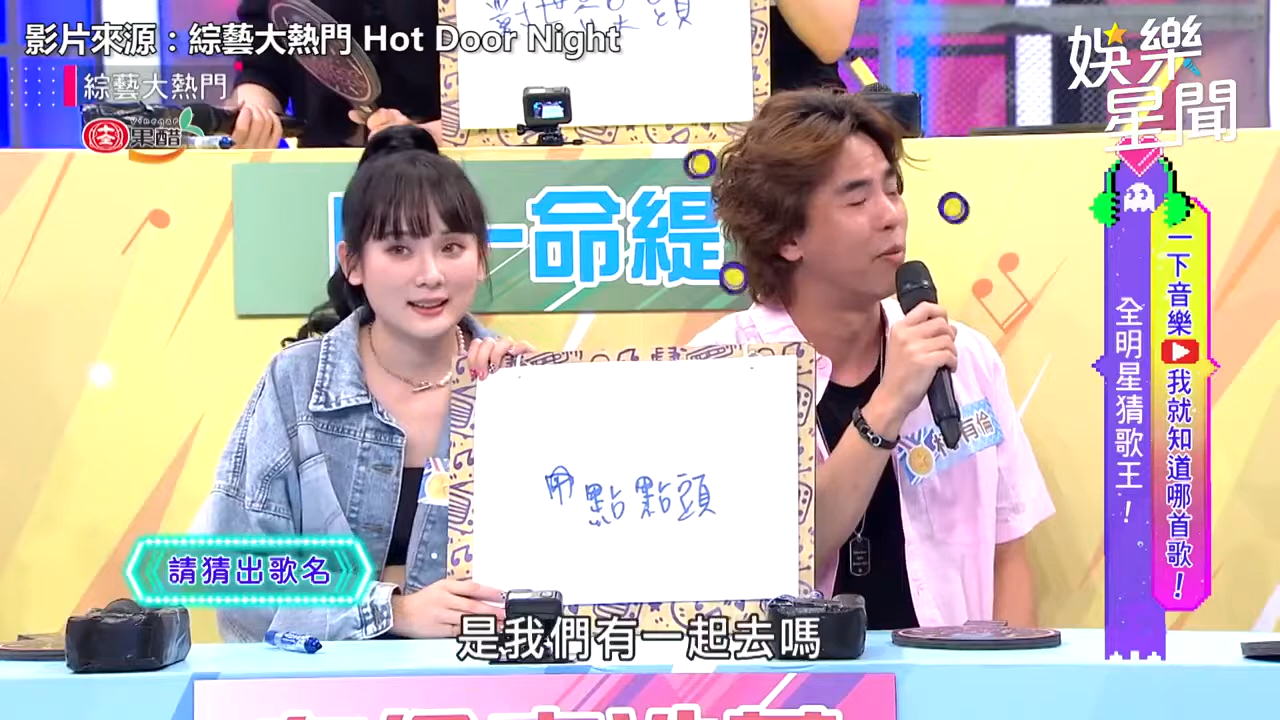 影片來源：綜藝大熱門 Hot Door Night
綜藝大熱門
Vinegar
果醋
娛樂
星聞
一命緹
一下音樂我就知道哪首歌！
全明星猜歌王！
有倫
點點頭
請猜出歌名
是我們有一起去嗎